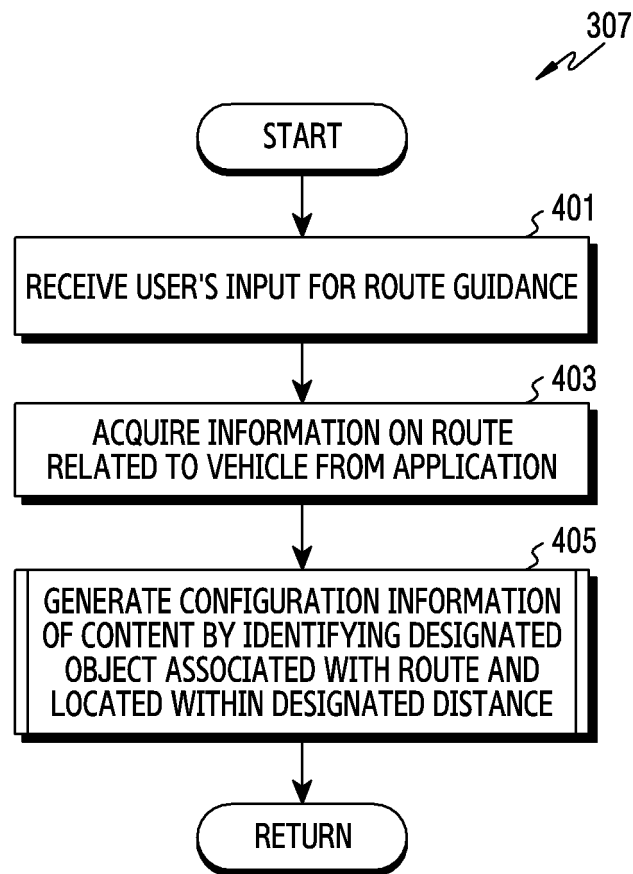 307
START
401
RECEIVE USER'S INPUT FOR ROUTE GUIDANCE
403
ACQUIRE INFORMATION ON ROUTE
RELATED TO VEHICLE FROM APPLICATION
405
GENERATE CONFIGURATION INFORMATION
OF CONTENT BY IDENTIFYING DESIGNATED
OBJECT ASSOCIATED WITH ROUTE AND
LOCATED WITHIN DESIGNATED DISTANCE
RETURN